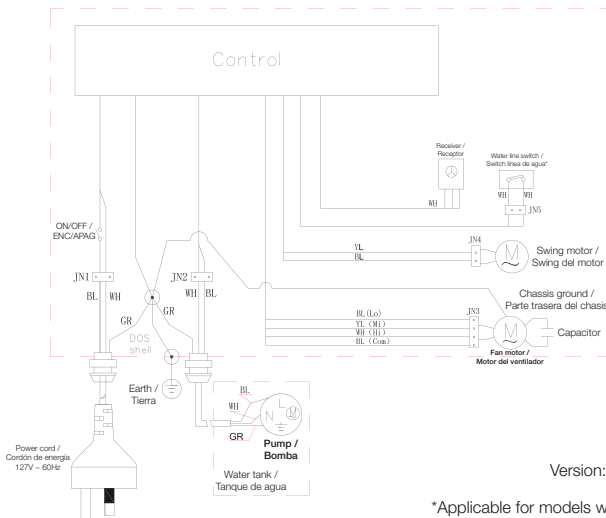 Control
Receiver /
Receptor
Water line switch /
Switch línea de agua*
WH
WH
WH
JN5
ON/OFF /
ENC/APAG
JN4
YL
BL
Swing motor /
Swing del motor
M
JN1
JN2
BL
WH
WH
BL
GR
GR
DOS
shell
Chassis ground /
Parte trasera del chasis
BL(Lo)
YL (Mi)
WH (Hi)
BL (Com)
JN3
M
Capacitor
Fan motor /
Motor del ventilador
Earth /
Tierra
BL
WH
GR
L
N
M
Pump /
Bomba
Water tank /
Tanque de agua
Power cord /
Cordón de energía
127V ~ 60Hz
Version:
*Applicable for models w